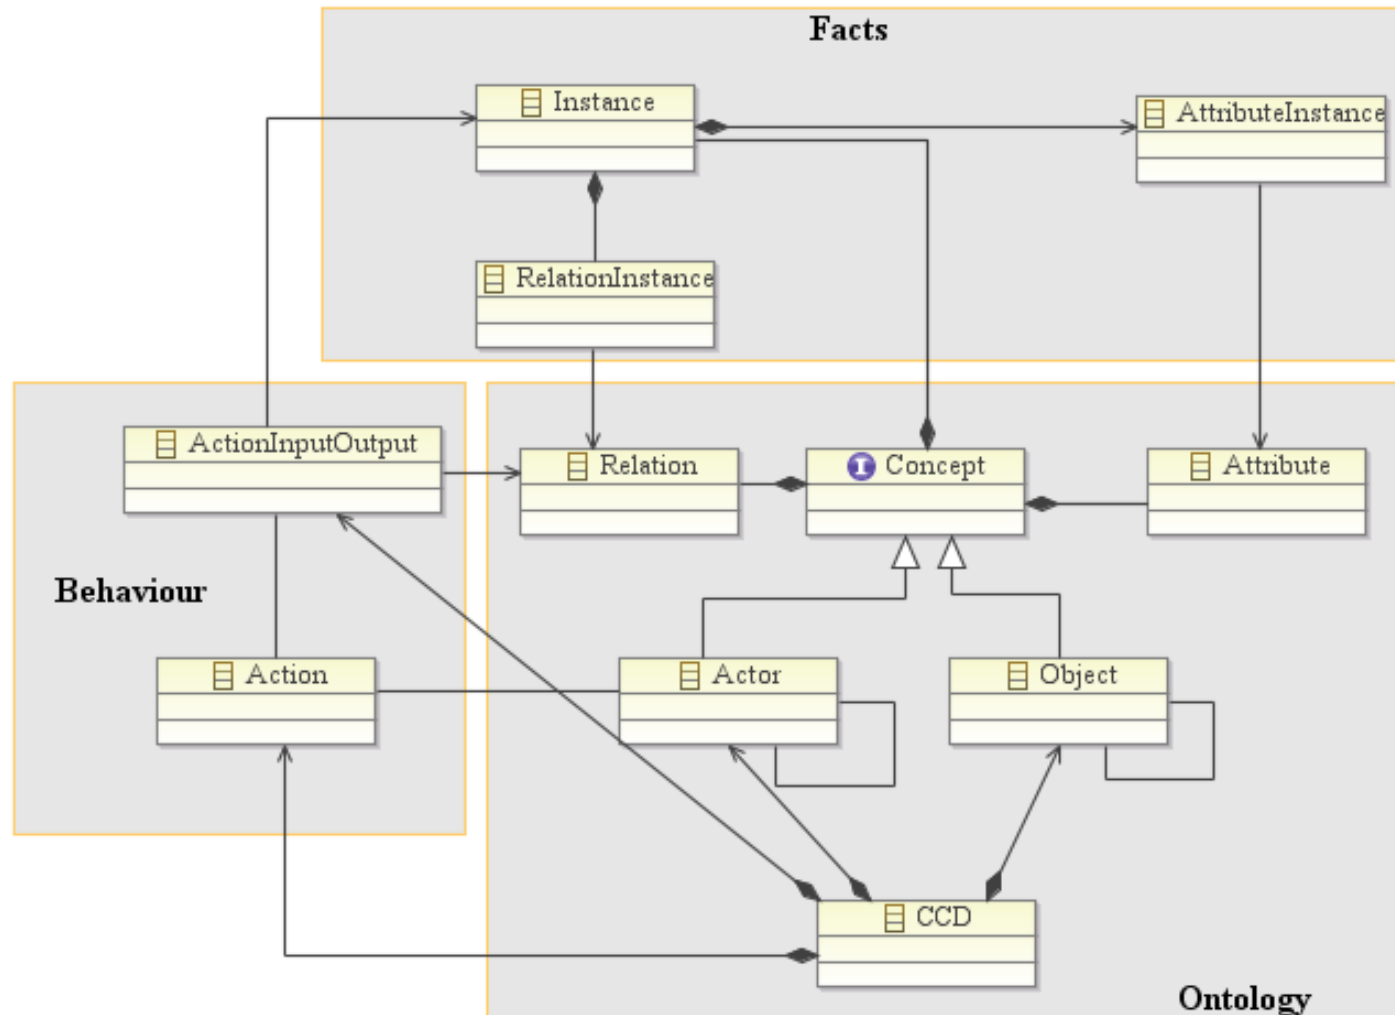 Facts
Instance
AttributeInstance
RelationInstance
ActionInputOutput
Relation
I
Concept
Attribute
Behaviour
Action
Actor
Object
CCD
Ontology